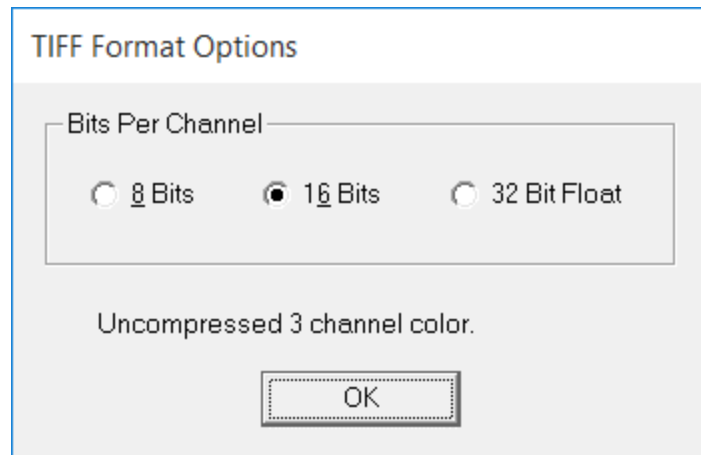 TIFF Format Options
Bits Per Channel
8 Bits 16 Bits 32 Bit Float
Uncompressed 3 channel color.
OK